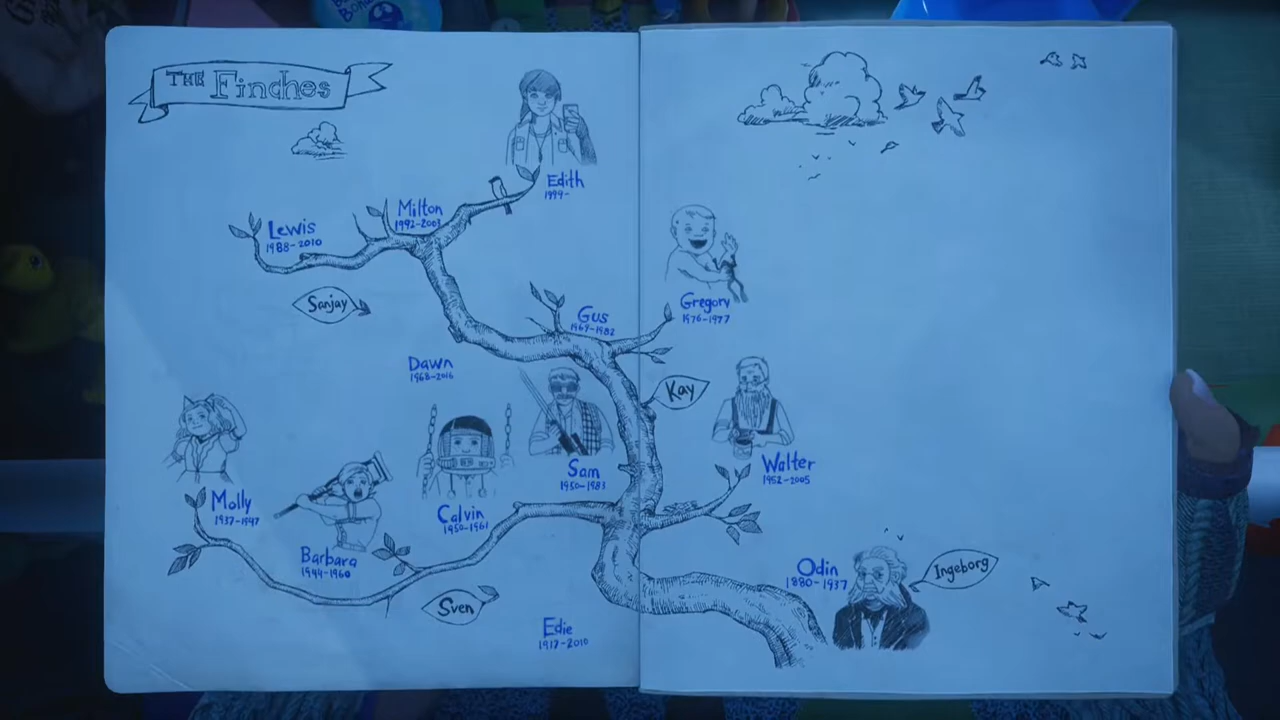 THE Finches
Edith
1999-
Milton
1992-2003
Lewis
1988-2010
Sanjay
Gregory
1976-1977
Gus
1969-1982
Dawn
1968-2016
Kay
Sam
1950-1983
Walter
1952-2005
Calvin
1950-1961
Molly
1937-1947
Barbara
1944-1960
Sven
Odin
1880-1937
Ingeborg
Edie
1917-2010